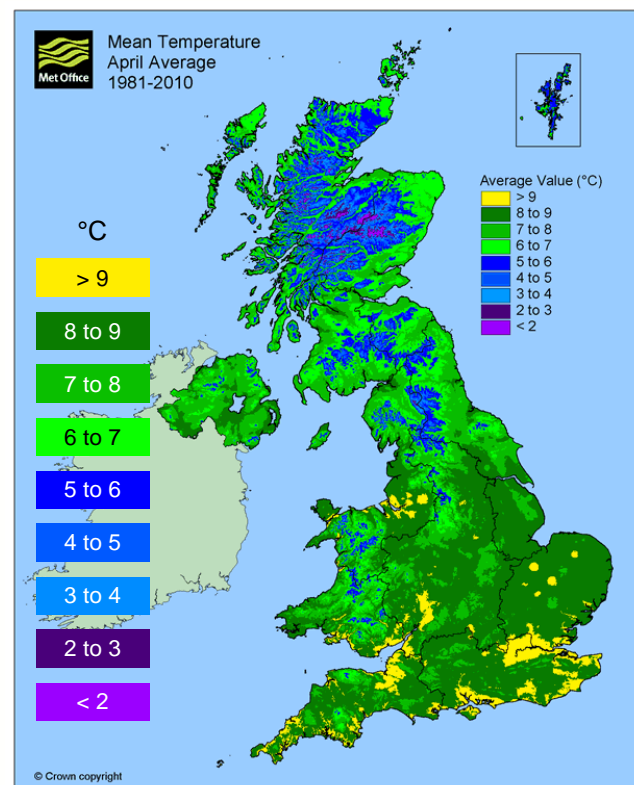 Met Office
Mean Temperature
April Average
1981-2010
Average Value (°C)
> 9
8 to 9
7 to 8
6 to 7
5 to 6
4 to 5
3 to 4
2 to 3
< 2
°C
> 9
8 to 9
7 to 8
6 to 7
5 to 6
4 to 5
3 to 4
2 to 3
< 2
© Crown copyright